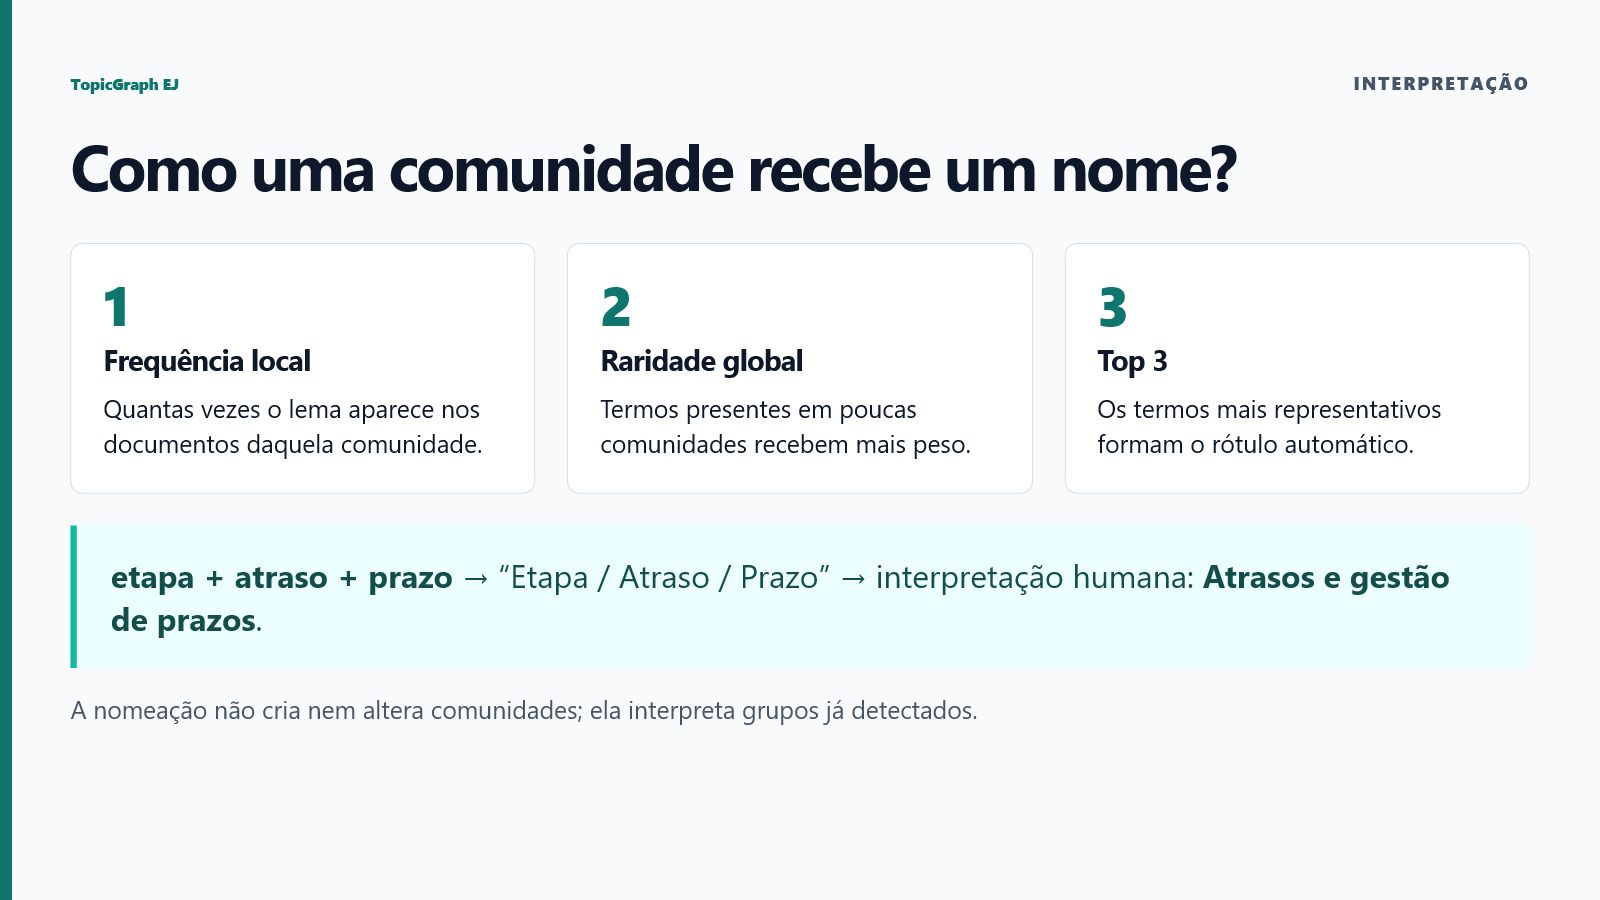 TopicGraph EJ
INTERPRETAÇÃO
Como uma comunidade recebe um nome?
1
Frequência local
Quantas vezes o lema aparece nos
documentos daquela comunidade.
2
Raridade global
Termos presentes em poucas
comunidades recebem mais peso.
3
Top 3
Os termos mais representativos
formam o rótulo automático.
etapa + atraso + prazo → “Etapa / Atraso / Prazo” → interpretação humana: Atrasos e gestão
de prazos.
A nomeação não cria nem altera comunidades; ela interpreta grupos já detectados.